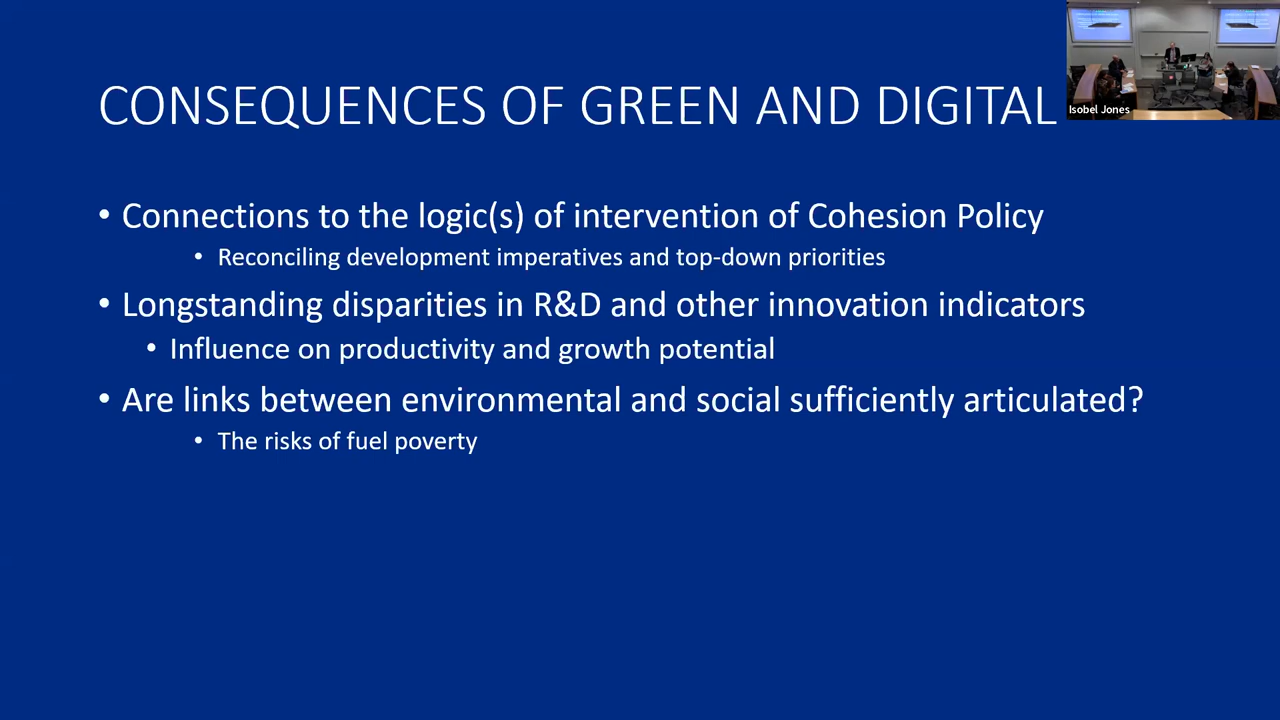 CONSEQUENCES OF GREEN AND DIGITAL
Isobel Jones
• Connections to the logic(s) of intervention of Cohesion Policy
• Reconciling development imperatives and top-down priorities
• Longstanding disparities in R&D and other innovation indicators
• Influence on productivity and growth potential
• Are links between environmental and social sufficiently articulated?
• The risks of fuel poverty